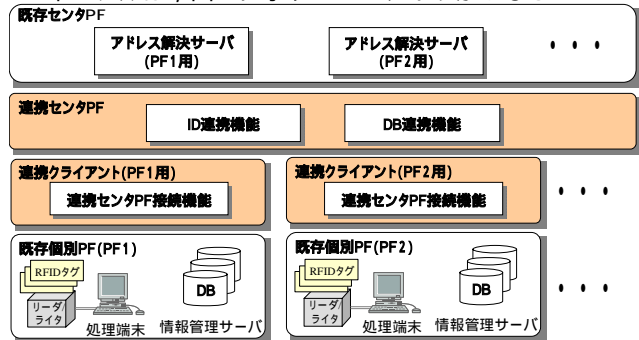 既存センタPF
アドレス解決サーバ
(PF1用)
アドレス解決サーバ
(PF2用)
・・・
連携センタPF
ID連携機能
DB連携機能
連携クライアント(PF1用)
連携センタPF接続機能
連携クライアント(PF2用)
連携センタPF接続機能
・・・
既存個別PF(PF1)
RFIDタグ
リーダ/
ライタ
処理端末
DB
情報管理サーバ
既存個別PF(PF2)
RFIDタグ
リーダ/
ライタ
処理端末
DB
情報管理サーバ
・・・